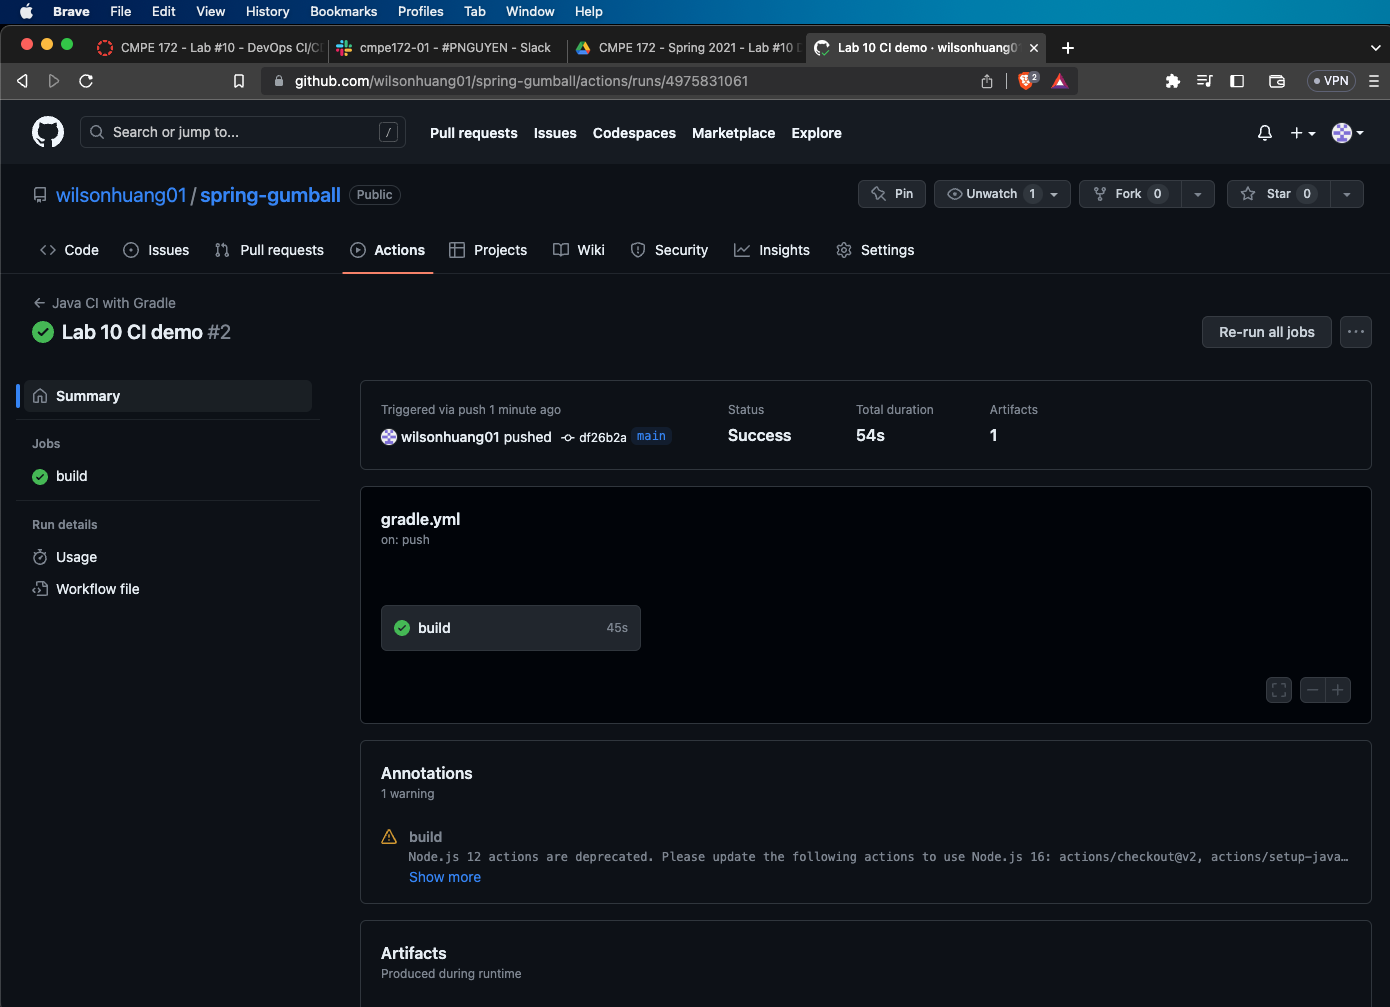 Brave File Edit View History Bookmarks Profiles Tab Window Help
CMPE 172 - Lab #10 - DevOps CI/C
cmpe172-01 - #PNGUYEN - Slack
CMPE 172 - Spring 2021 - Lab #10
Lab 10 CI demo · wilsonhuang0
github.com/wilsonhuang01/spring-gumball/actions/runs/4975831061
2
VPN
Search or jump to...
/
Pull requests Issues Codespaces Marketplace Explore
wilsonhuang01 / spring-gumball Public
Pin
Unwatch 1
Fork 0
Star 0
Code Issues Pull requests Actions Projects Wiki Security Insights Settings
Java CI with Gradle
Lab 10 CI demo #2
Re-run all jobs
Summary
Jobs
build
Run details
Usage
Workflow file
Triggered via push 1 minute ago
wilsonhuang01 pushed df26b2a main
Status
Success
Total duration
54s
Artifacts
1
gradle.yml
on: push
build 45s
Annotations
1 warning
build
Node.js 12 actions are deprecated. Please update the following actions to use Node.js 16: actions/checkout@v2, actions/setup-java…
Show more
Artifacts
Produced during runtime